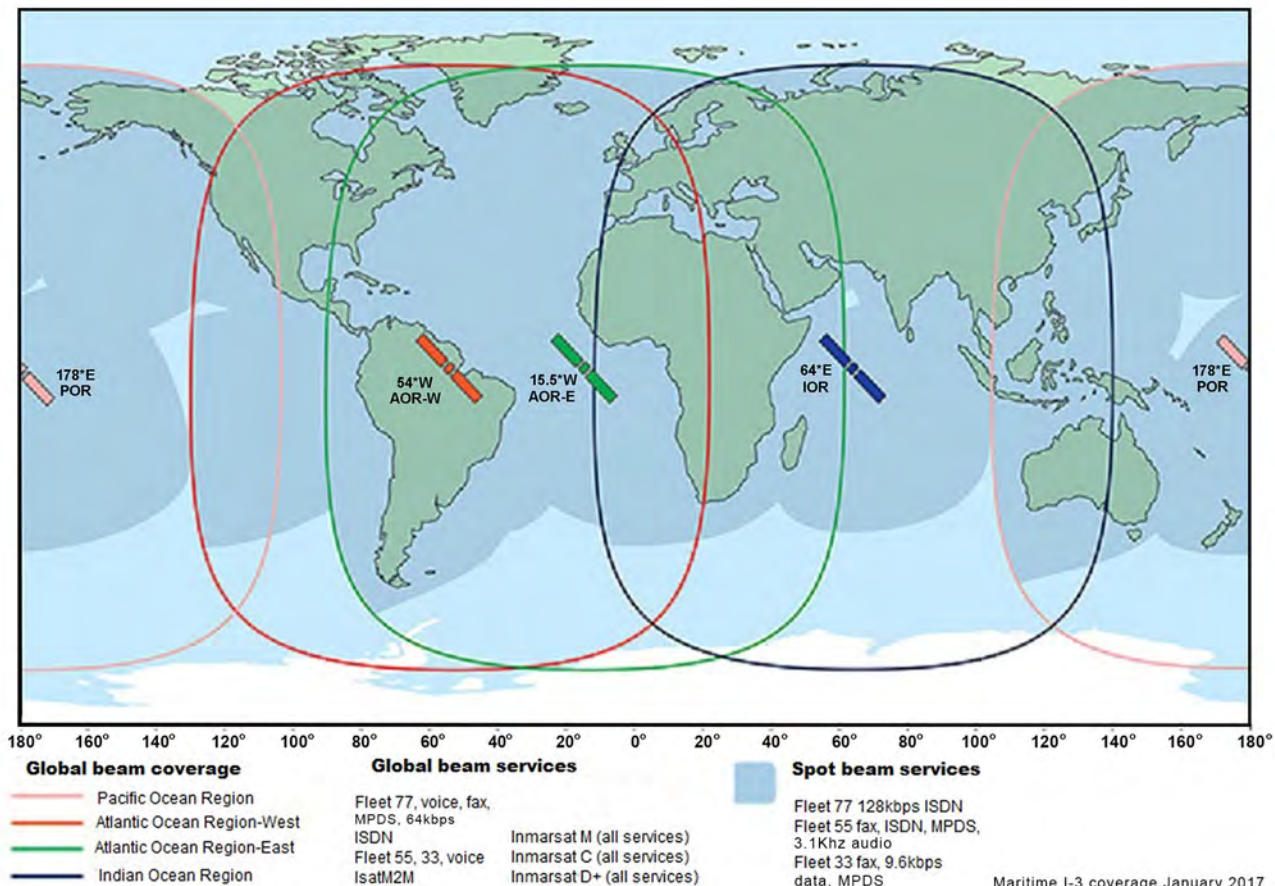 178*E
POR
54*W
AOR-W
15.5*W
AOR-E
64*E
IOR
178*E
POR
180° 140° 120° 100° 80° 60° 40° 20° 0° 20° 40° 60° 80° 100° 120° 140° 160° 180°
Global beam coverage
Pacific Ocean Region
Atlantic Ocean Region-West
Atlantic Ocean Region-East
Indian Ocean Region
Global beam services
Fleet 77, voice, fax,
MPDS, 64kbps
ISDN
Fleet 55, 33, voice
IsatM2M
Inmarsat M (all services)
Inmarsat C (all services)
Inmarsat D+ (all services)
Spot beam services
Fleet 77 128kbps ISDN
Fleet 55 fax, ISDN, MPDS,
3.1Khz audio
Fleet 33 fax, 9.6kbps
data, MPDS
Maritime I-3 coverage January 2017